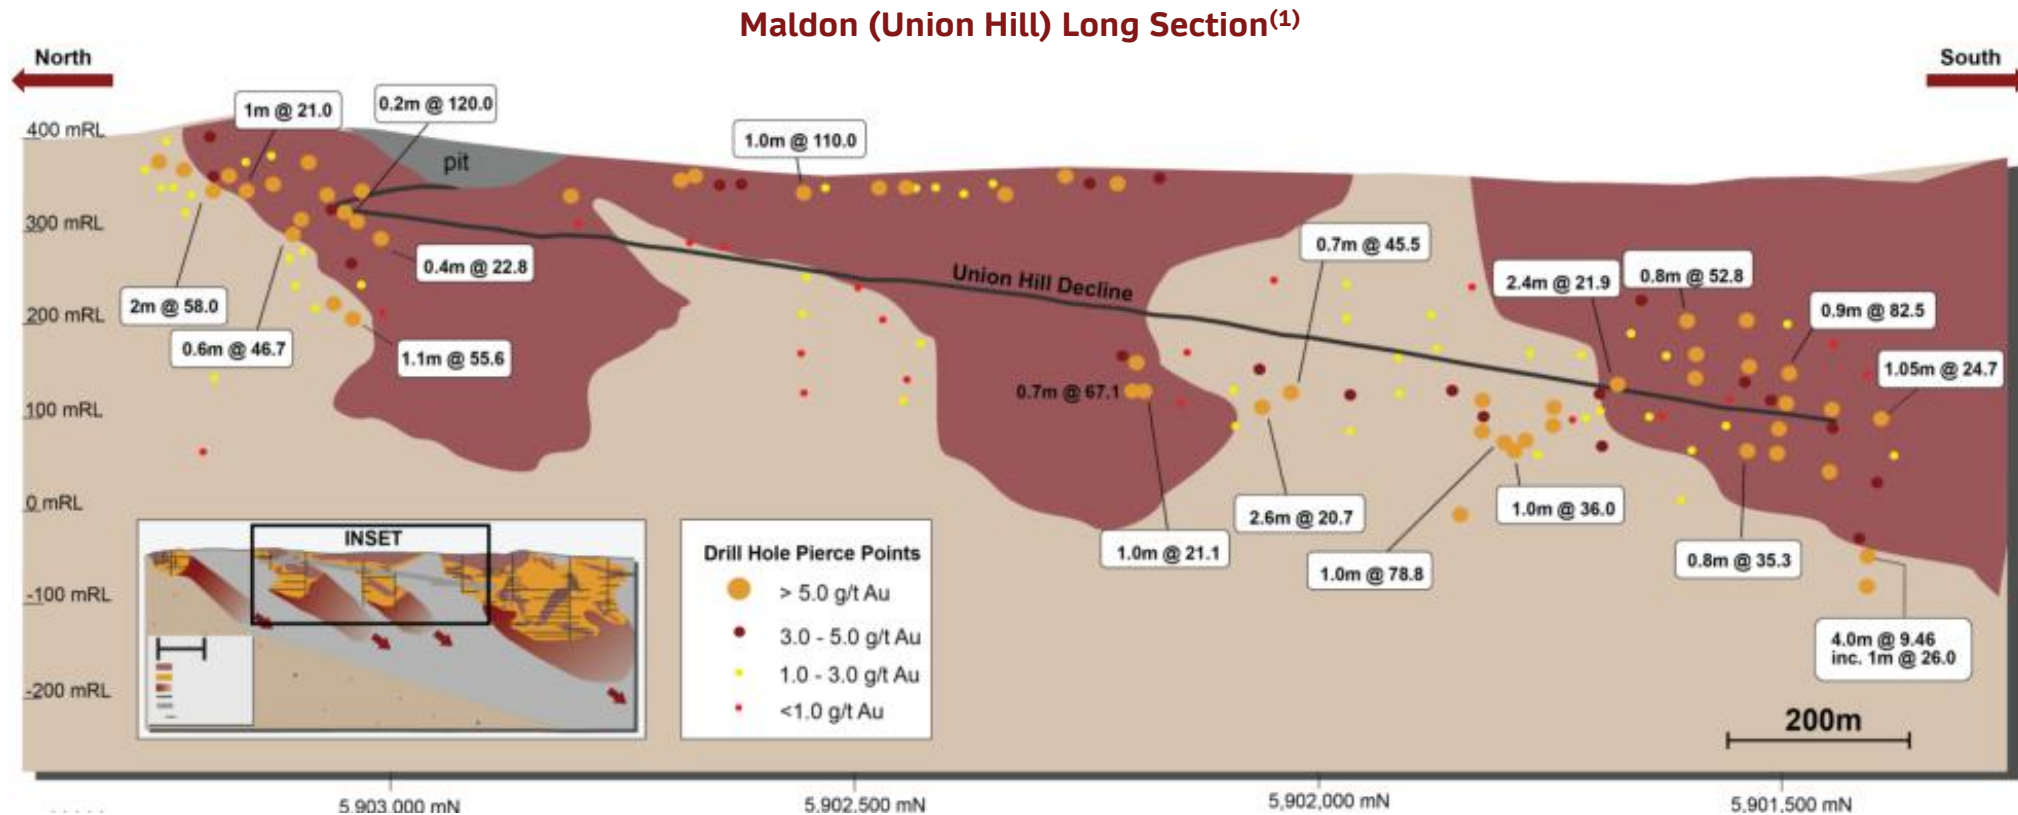 Maldon (Union Hill) Long Section(1)
North
South
1m @ 21.0
0.2m @ 120.0
400 mRL
1.0m @ 110.0
pit
300 mRL
0.7m @ 45.5
0.4m @ 22.8
Union Hill Decline
2.4m @ 21.9
0.8m @ 52.8
2m @ 58.0
200 mRL
0.9m @ 82.5
0.6m @ 46.7
1.1m @ 55.6
1.05m @ 24.7
0.7m @ 67.1
100 mRL
0 mRL
2.6m @ 20.7
1.0m @ 36.0
1.0m @ 21.1
1.0m @ 78.8
0.8m @ 35.3
INSET
Drill Hole Pierce Points
> 5.0 g/t Au
3.0 - 5.0 g/t Au
1.0 - 3.0 g/t Au
<1.0 g/t Au
-100 mRL
4.0m @ 9.46
inc. 1m @ 26.0
-200 mRL
200m
5,903,000 mN
5,902,500 mN
5,902,000 mN
5,901,500 mN